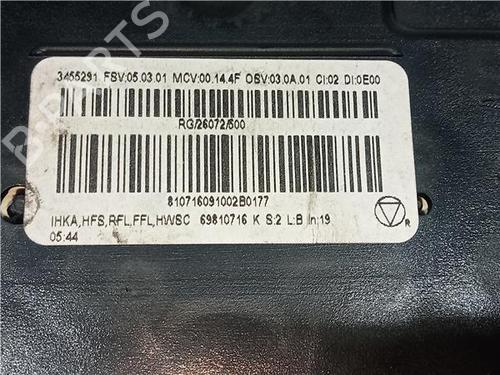 3455291 FSV:05.03.01 MCV:00.14.4F OSV:03.0A.01 CI:02 DI:0E00
RG/26072/500
810716091002B0177
IHKA,HFS,RFL,FFL,HWSC 69810716 K S:2 L:B In:19
05:44
R
B-PARTS